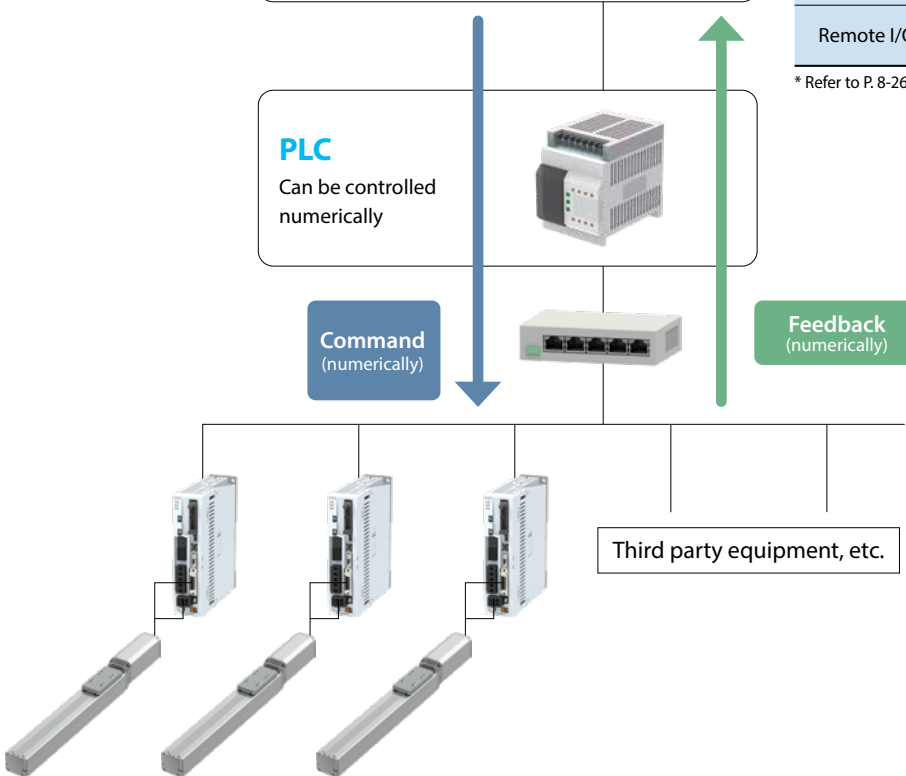 Remote I/
* Refer to P. 8-26
PLC
Can be controlled
numerically
Command
(numerically)
Feedback
(numerically)
Third party equipment, etc.